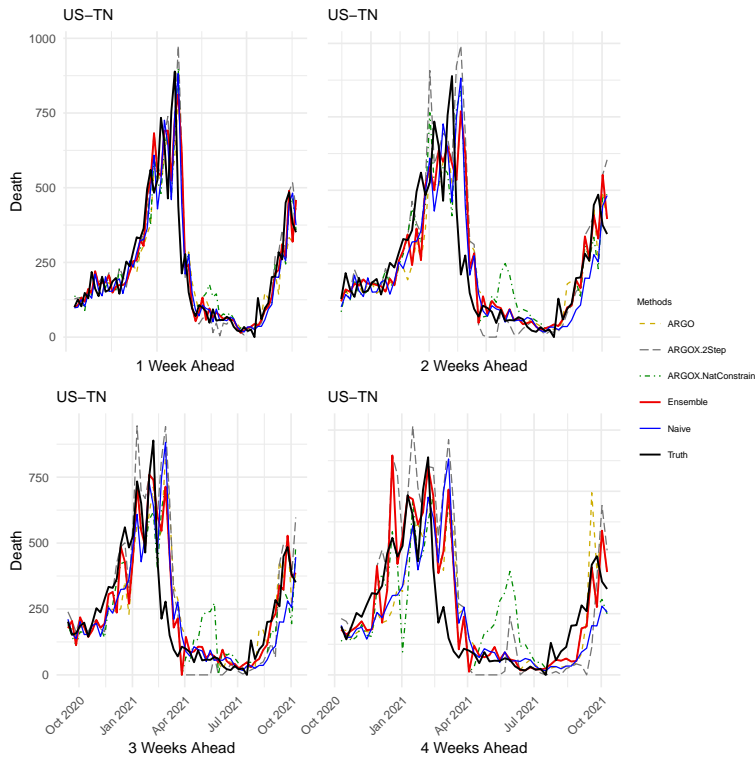 US−TN
US−TN
1000
750
500
250
0
Death
1 Week Ahead
2 Weeks Ahead
Methods
ARGO
ARGOX.2Step
ARGOX.NatConstrain
Ensemble
Naive
Truth
US−TN
US−TN
750
500
250
0
Death
Oct 2020
Jan 2021
Apr 2021
Jul 2021
Oct 2021
Oct 2020
Jan 2021
Apr 2021
Jul 2021
Oct 2021
3 Weeks Ahead
4 Weeks Ahead